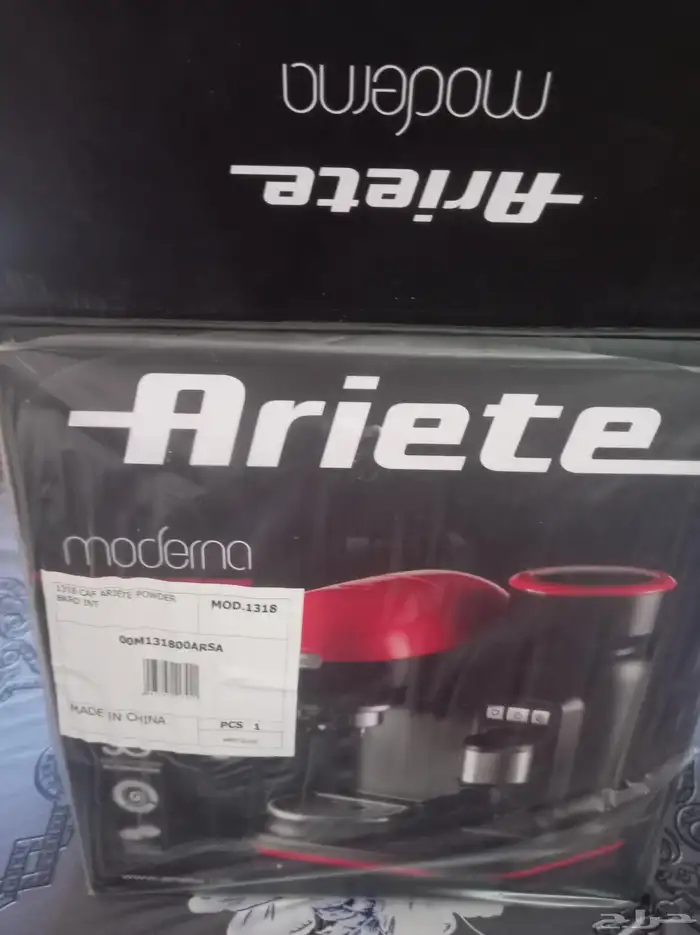 moderna
Ariete
Ariete
moderna
1318 CAF ARIETE POWDER
MOD.1318
00M131800ARSA
MADE IN CHINA
PCS 1
حراج